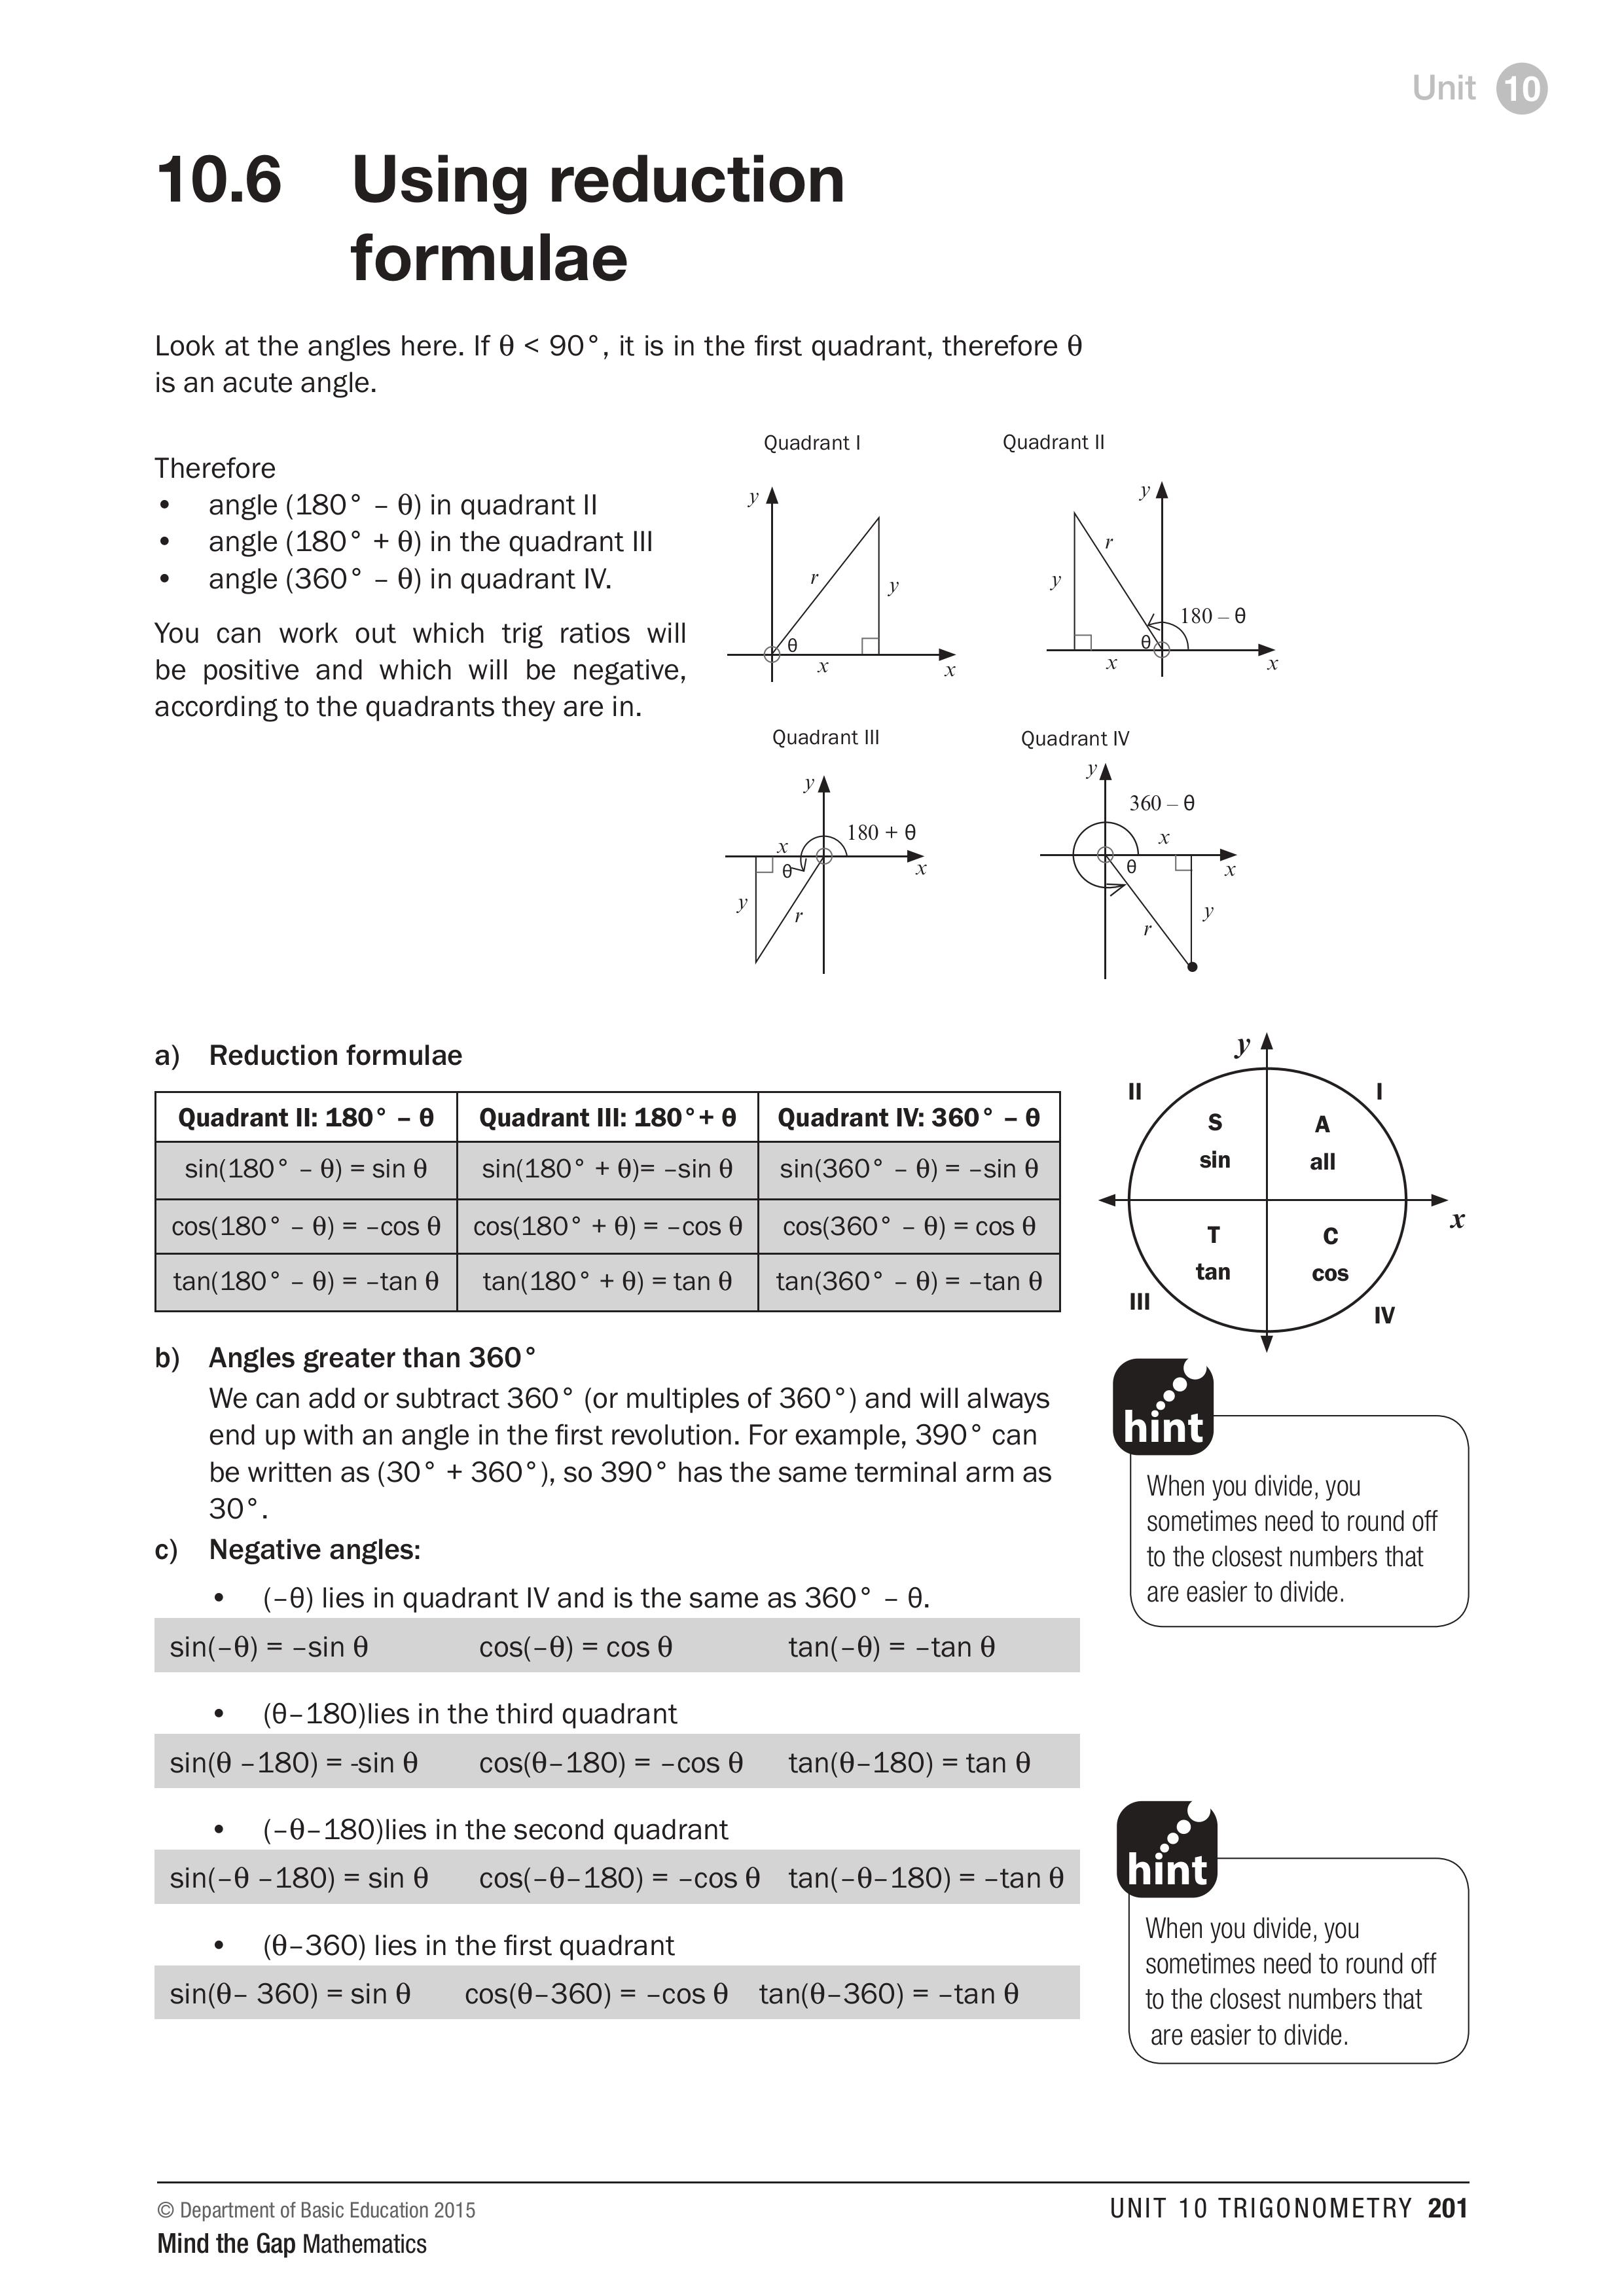 Unit 10
10.6 Using reduction
formulae
Look at the angles here. If θ < 90°, it is in the first quadrant, therefore θ
is an acute angle.
Therefore
• angle (180° – θ) in quadrant II
• angle (180° + θ) in the quadrant III
• angle (360° – θ) in quadrant IV.
You can work out which trig ratios will
be positive and which will be negative,
according to the quadrants they are in.
Quadrant I
y
r
y
θ
x
x
Quadrant II
y
r
y
180 – θ
θ
x
x
Quadrant III
y
180 + θ
x
θ
x
y
r
Quadrant IV
y
360 – θ
x
θ
x
y
r
a) Reduction formulae
Quadrant II: 180° – θ Quadrant III: 180°+ θ Quadrant IV: 360° – θ
sin(180° – θ) = sin θ sin(180° + θ)= –sin θ sin(360° – θ) = –sin θ
cos(180° – θ) = –cos θ cos(180° + θ) = –cos θ cos(360° – θ) = cos θ
tan(180° – θ) = –tan θ tan(180° + θ) = tan θ tan(360° – θ) = –tan θ
y
II I
S A
sin all
x
T C
tan cos
III IV
b) Angles greater than 360°
We can add or subtract 360° (or multiples of 360°) and will always
end up with an angle in the first revolution. For example, 390° can
be written as (30° + 360°), so 390° has the same terminal arm as
30°.
hint
When you divide, you
sometimes need to round off
to the closest numbers that
are easier to divide.
c) Negative angles:
• (–θ) lies in quadrant IV and is the same as 360° – θ.
sin(–θ) = –sin θ cos(–θ) = cos θ tan(–θ) = –tan θ
• (θ–180)lies in the third quadrant
sin(θ –180) = -sin θ cos(θ–180) = –cos θ tan(θ–180) = tan θ
• (–θ–180)lies in the second quadrant
sin(–θ –180) = sin θ cos(–θ–180) = –cos θ tan(–θ–180) = –tan θ
• (θ–360) lies in the first quadrant
sin(θ– 360) = sin θ cos(θ–360) = –cos θ tan(θ–360) = –tan θ
hint
When you divide, you
sometimes need to round off
to the closest numbers that
are easier to divide.
© Department of Basic Education 2015
Mind the Gap Mathematics
UNIT 10 TRIGONOMETRY 201